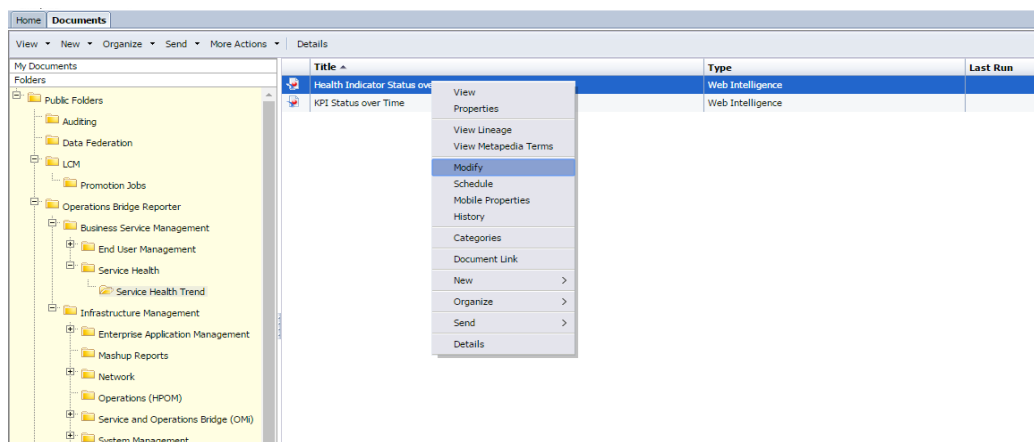 Home Documents
View New Organize Send More Actions Details
My Documents
Folders
Public Folders
Auditing
Data Federation
LCM
Promotion Jobs
Operations Bridge Reporter
Business Service Management
End User Management
Service Health
Service Health Trend
Infrastructure Management
Enterprise Application Management
Mashup Reports
Network
Operations (HPOM)
Service and Operations Bridge (OMi)
System Management
Title Type Last Run
Health Indicator Status Web Intelligence
KPI Status over Time Web Intelligence
View
Properties
View Lineage
View Metapedia Terms
Modify
Schedule
Mobile Properties
History
Categories
Document Link
New >
Organize >
Send >
Details